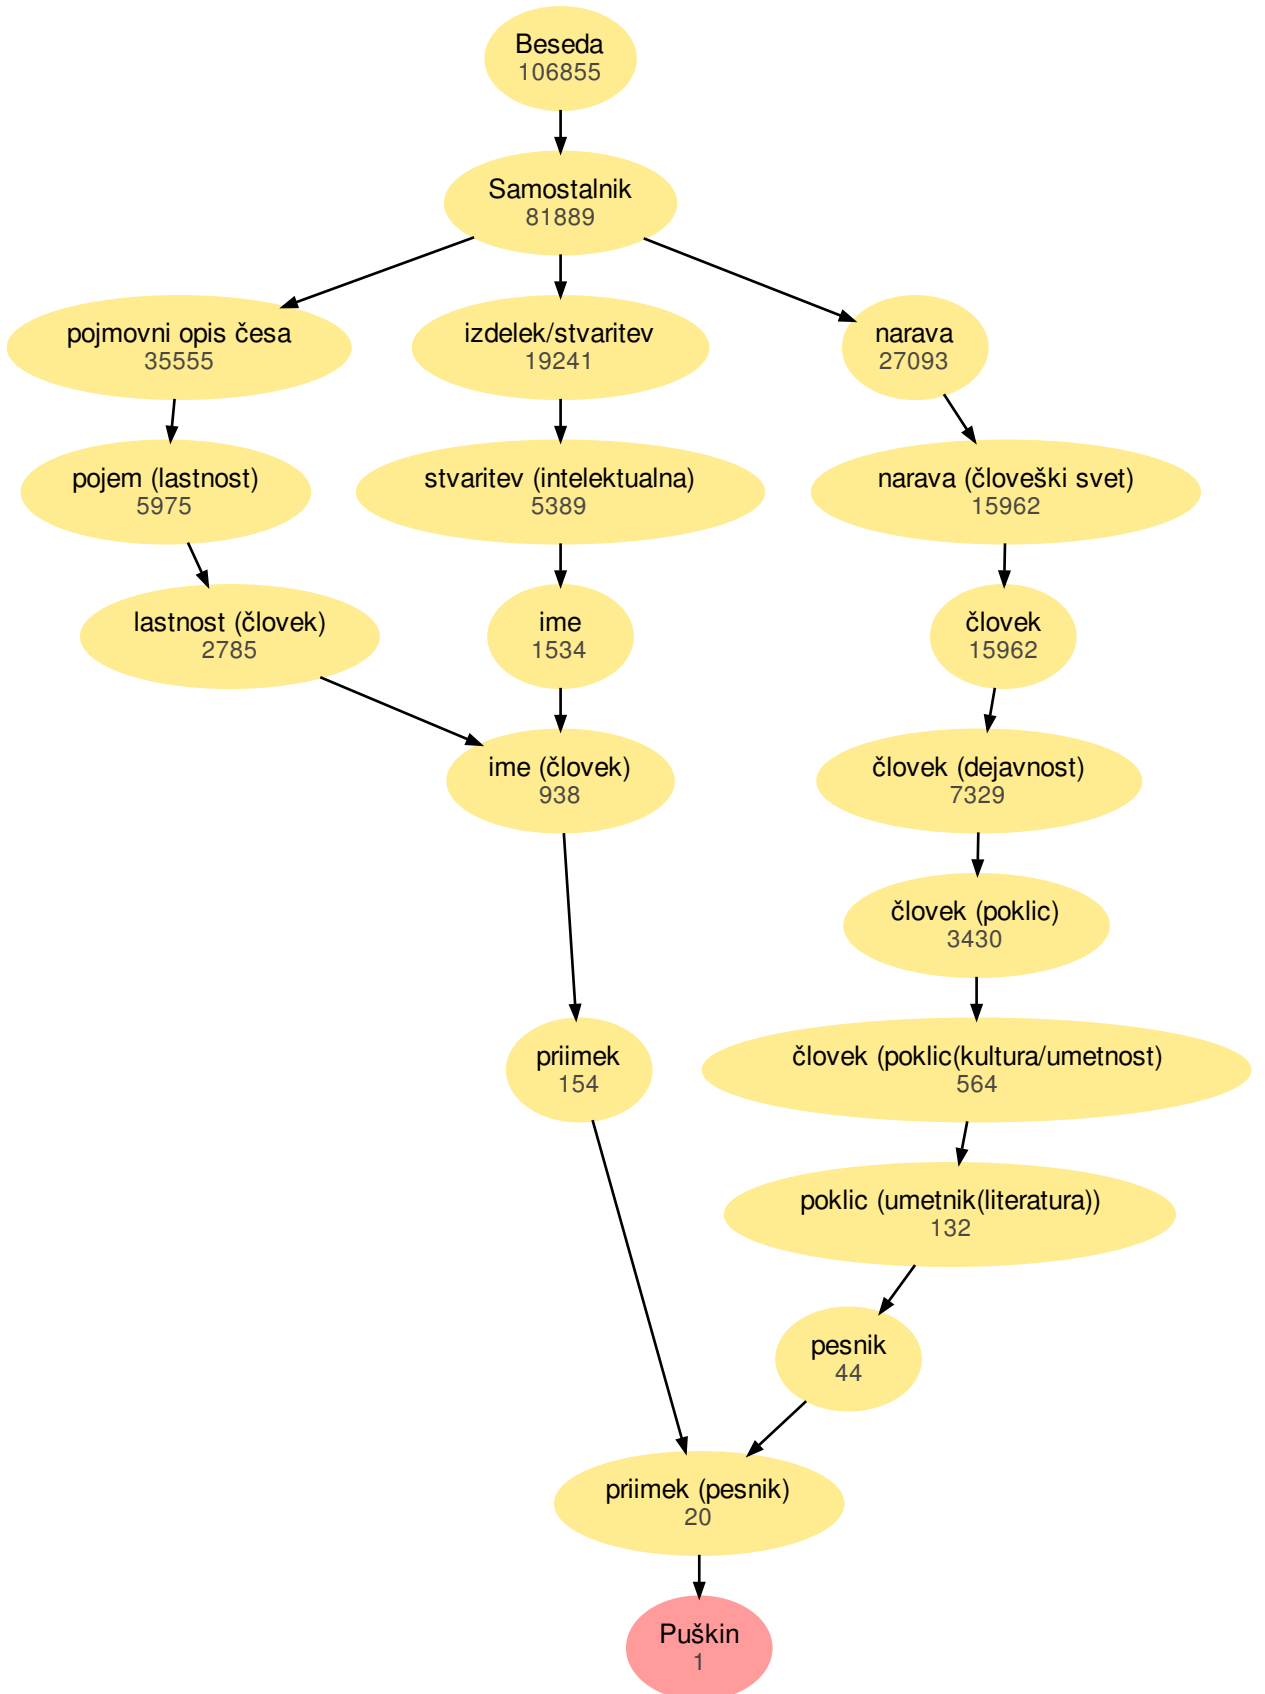 Beseda
106855
Samostalnik
81889
pojmovni opis česa
35555
izdelek/stvaritev
19241
narava
27093
pojem (lastnost)
5975
stvaritev (intelektualna)
5389
narava (človeški svet)
15962
lastnost (človek)
2785
ime
1534
človek
15962
ime (človek)
938
človek (dejavnost)
7329
človek (poklic)
3430
priimek
154
človek (poklic(kultura/umetnost)
564
poklic (umetnik(literatura))
132
pesnik
44
priimek (pesnik)
20
Puškin
1